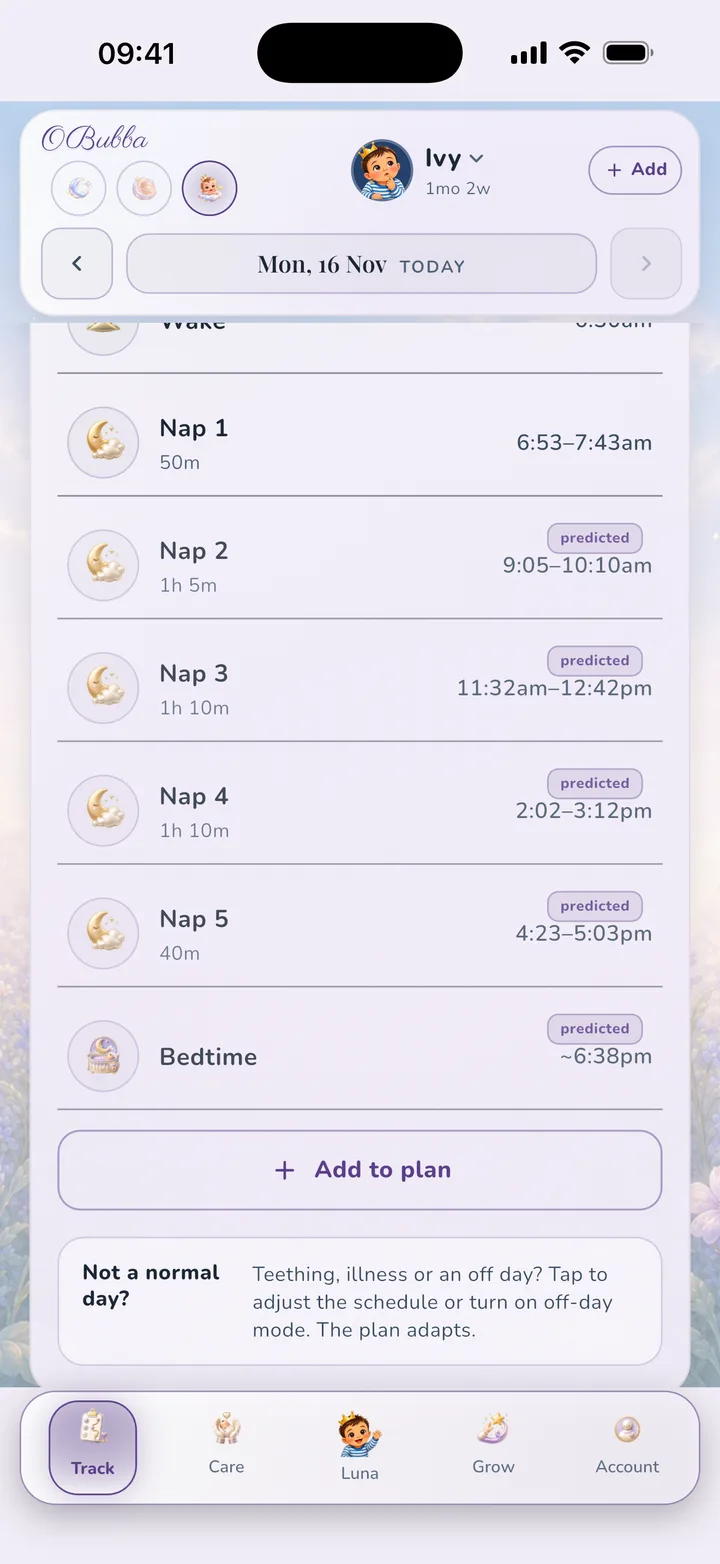 09:41
OBubba
Ivy
1mo 2w
+ Add
Mon, 16 Nov TODAY
Wake 6:30am
Nap 1
50m
6:53–7:43am
Nap 2
1h 5m
predicted
9:05–10:10am
Nap 3
1h 10m
predicted
11:32am–12:42pm
Nap 4
1h 10m
predicted
2:02–3:12pm
Nap 5
40m
predicted
4:23–5:03pm
Bedtime
predicted
~6:38pm
+ Add to plan
Not a normal
day?
Teething, illness or an off day? Tap to
adjust the schedule or turn on off-day
mode. The plan adapts.
Track
Care
Luna
Grow
Account